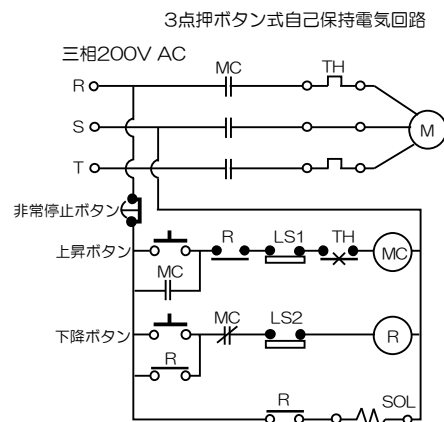 3点押ボタン式自己保持電気回路
三相200V AC
MC
TH
R
S
M
T
非常停止ボタン
上昇ボタン
R
LS1
TH
MC
MC
下降ボタン
MC
LS2
R
R
R
SOL